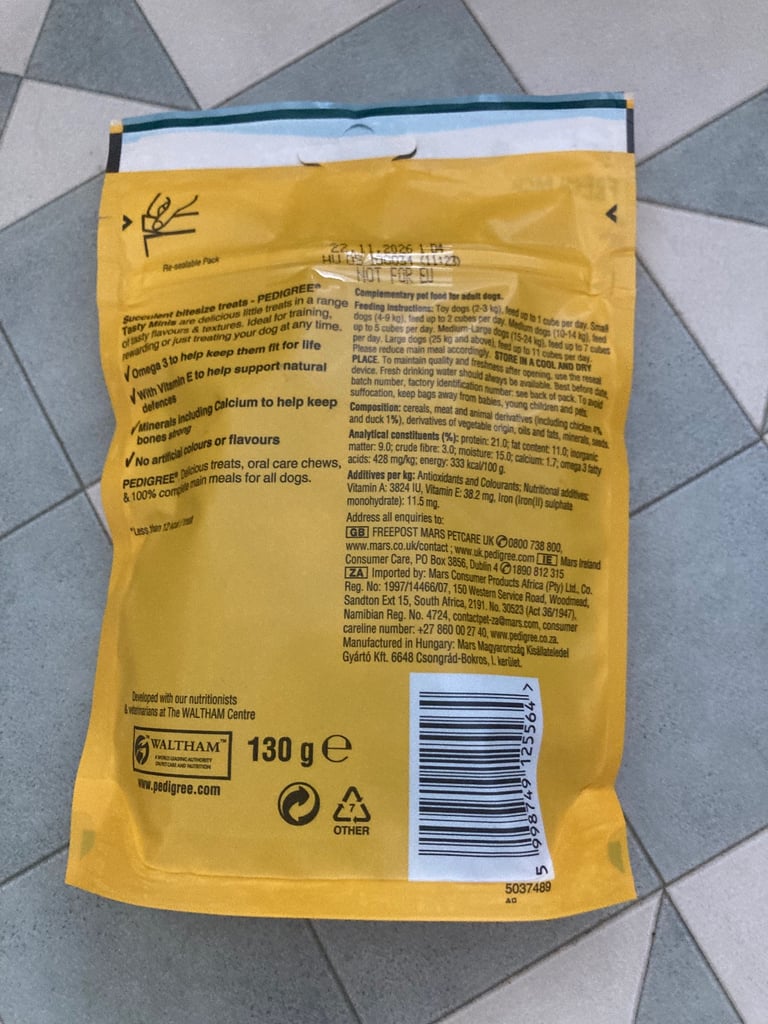 Re-sealable Pack
22.11.2026 1 04
NOT FOR EU
Succulent bitesize treats - PEDIGREE®
Tasty Minis are delicious little treats in a range
of tasty flavours & textures. Ideal for training,
rewarding or just treating your dog at any time.
Omega 3 to help keep them fit for life
With Vitamin E to help support natural
defences
Minerals including Calcium to help keep
bones strong
No artificial colours or flavours
PEDIGREE® Delicious treats, oral care chews,
& 100% complete main meals for all dogs.
*Less than 12 kcal / treat
Complementary pet food for adult dogs.
Feeding instructions: Toy dogs (2-3 kg), feed up to 1 cube per day. Small
dogs (4-9 kg), feed up to 2 cubes per day. Medium dogs (10-14 kg), feed
up to 5 cubes per day. Medium-Large dogs (15-24 kg), feed up to 7 cubes
per day. Large dogs (25 kg and above), feed up to 11 cubes per day.
Please reduce main meal accordingly. STORE IN A COOL AND DRY
PLACE. To maintain quality and freshness after opening, use the reseal
device. Fresh drinking water should always be available. Best before date,
batch number, factory identification number: see back of pack. To avoid
suffocation, keep bags away from babies, young children and pets.
Composition: cereals, meat and animal derivatives (including chicken 4%
and duck 1%), derivatives of vegetable origin, oils and fats, minerals, seeds.
Analytical constituents (%): protein: 21.0; fat content: 11.0; inorganic
matter: 9.0; crude fibre: 3.0; moisture: 15.0; calcium: 1.7; omega 3 fatty
acids: 428 mg/kg; energy: 333 kcal/100 g.
Additives per kg: Antioxidants and Colourants; Nutritional additives:
Vitamin A: 3824 IU, Vitamin E: 38.2 mg, Iron (Iron(II) sulphate
monohydrate): 11.5 mg.
Address all enquiries to:
GB FREEPOST MARS PETCARE UK ✆0800 738 800,
www.mars.co.uk/contact ; www.uk.pedigree.com IE Mars Ireland
Consumer Care, PO Box 3856, Dublin 4 ✆1890 812 315
ZA Imported by: Mars Consumer Products Africa (Pty) Ltd., Co.
Reg. No: 1997/14466/07, 150 Western Service Road, Woodmead,
Sandton Ext 15, South Africa, 2191. No. 30523 (Act 36/1947),
Namibian Reg. No. 4724, contactpet-za@mars.com, consumer
careline number: +27 860 00 27 40, www.pedigree.co.za.
Manufactured in Hungary: Mars Magyarország Kisállateledel
Gyártó Kft. 6648 Csongrád-Bokros, I. kerület.
Developed with our nutritionists
& veterinarians at The WALTHAM Centre
WALTHAM™
A WORLD LEADING AUTHORITY
ON PET CARE AND NUTRITION
www.pedigree.com
130 g ℮
7
OTHER
5 998749 125564 >
5037489